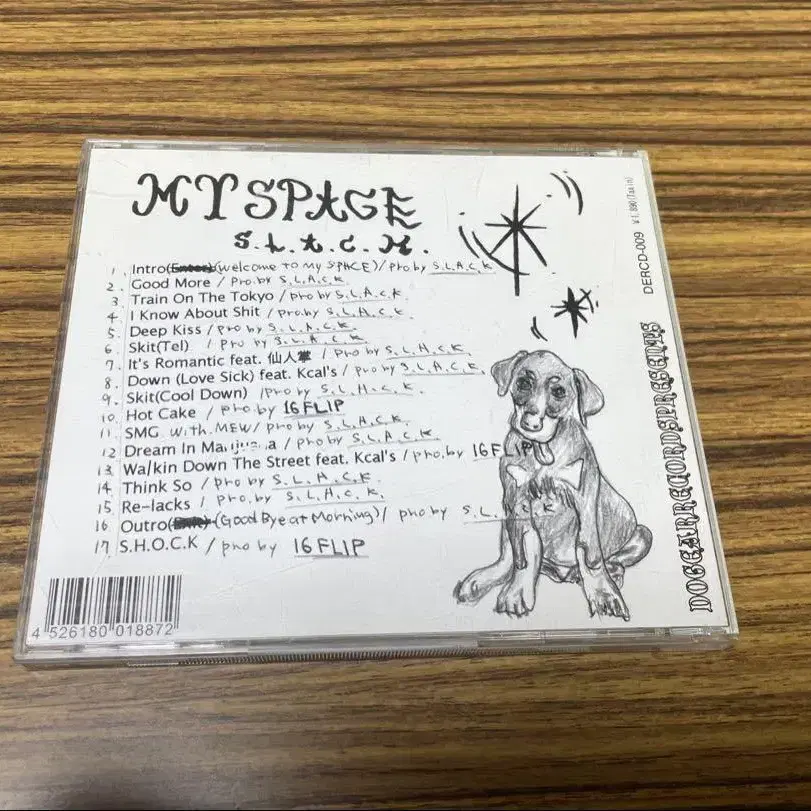 MY SPACE
S.L.A.C.K.
1. Intro(Enter)(Welcome TO MY SPACE)/pro by S.L.A.C.K
2. Good More / pro.by S.L.A.C.K.
3. Train On The Tokyo / pro by S.L.A.C.K.
4. I Know About Shit / pro.by S.L.A.C.K
5. Deep Kiss / pro by S.L.A.C.K.
6. Skit(Tel) / pro by S.L.A.C.K.
7. It's Romantic feat. 仙人掌 / pro by S.L.A.C.K.
8. Down (Love Sick) feat. Kcal's / pro by S.L.A.C.K.
9. Skit(Cool Down) /pro by S.L.A.C.K.
10. Hot Cake / pro.by 16FLIP
11. SMG with.MEW/ pro by S.L.A.C.K.
12 Dream In Marijuana / pro by S.L.A.C.K.
13. Walkin Down The Street feat. Kcal's / pro.by 16FLIP
14. Think So / pro by S.L.A.C.K.
15. Re-lacks / pro, by S.L.A.C.K.
16 Outro( (Good Bye at Morning)/ pro by S.L.A.C.K
17 S.H.O.C.K / pro by 16FLIP
4 526180 018872
DOGEARRECORDSPRESENTS
DERCD-009 ¥1,890(Tax in)